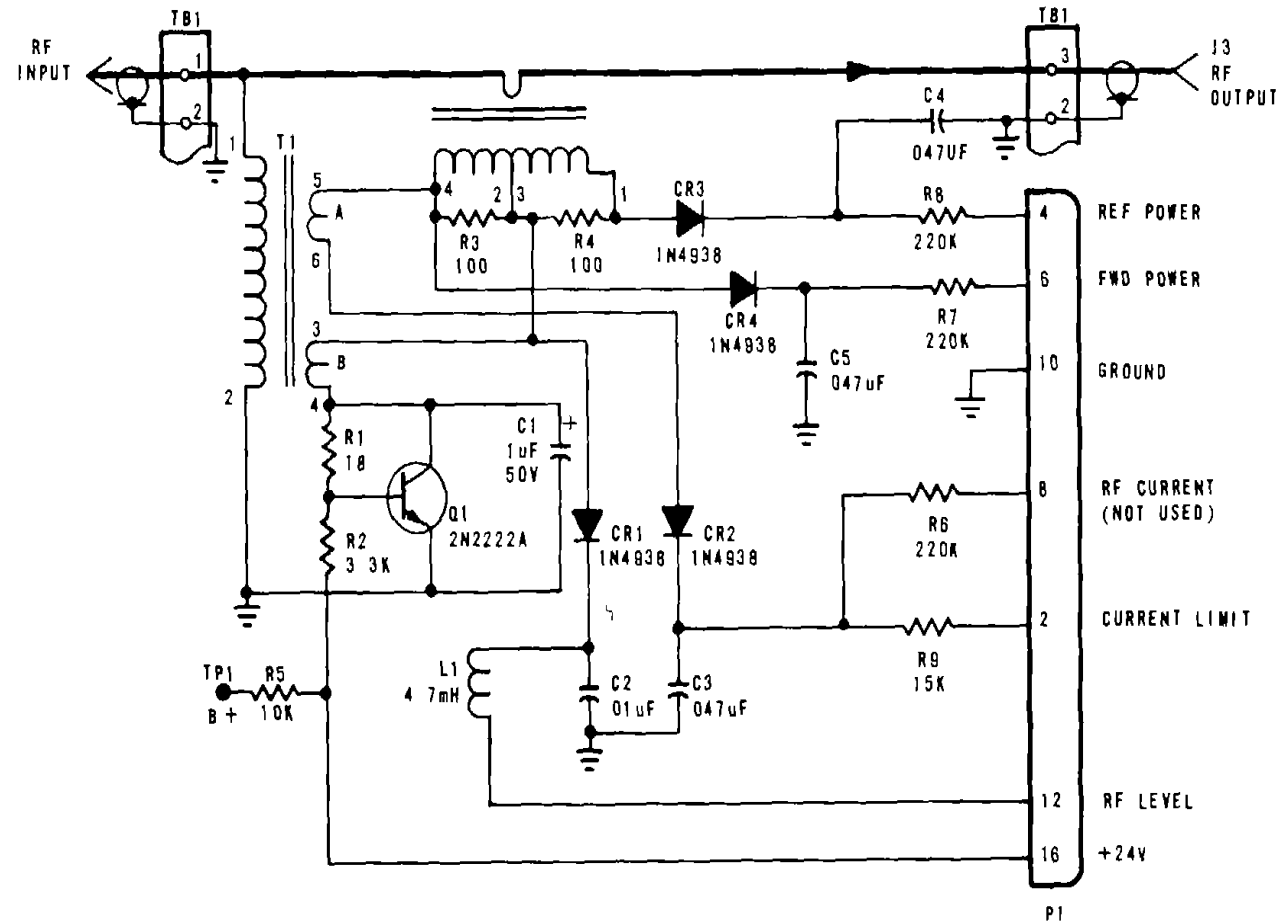 TB1
TB1
RF
INPUT
1
2
3
2
J3
RF
OUTPUT
C4
047UF
1
T1
5
A
6
4
2
3
1
R3
100
R4
100
CR3
1N4938
R8
220K
4
REF POWER
CR4
1N4938
R7
220K
6
FWD POWER
C5
047uF
10
GROUND
3
B
4
2
R1
18
C1
+
1uF
50V
Q1
2N2222A
R2
3 3K
CR1
1N4938
CR2
1N4938
R6
220K
8
RF CURRENT
(NOT USED)
R9
15K
2
CURRENT LIMIT
TP1
B +
R5
10K
L1
4 7mH
C2
01uF
C3
047uF
12
RF LEVEL
16
+24V
P1